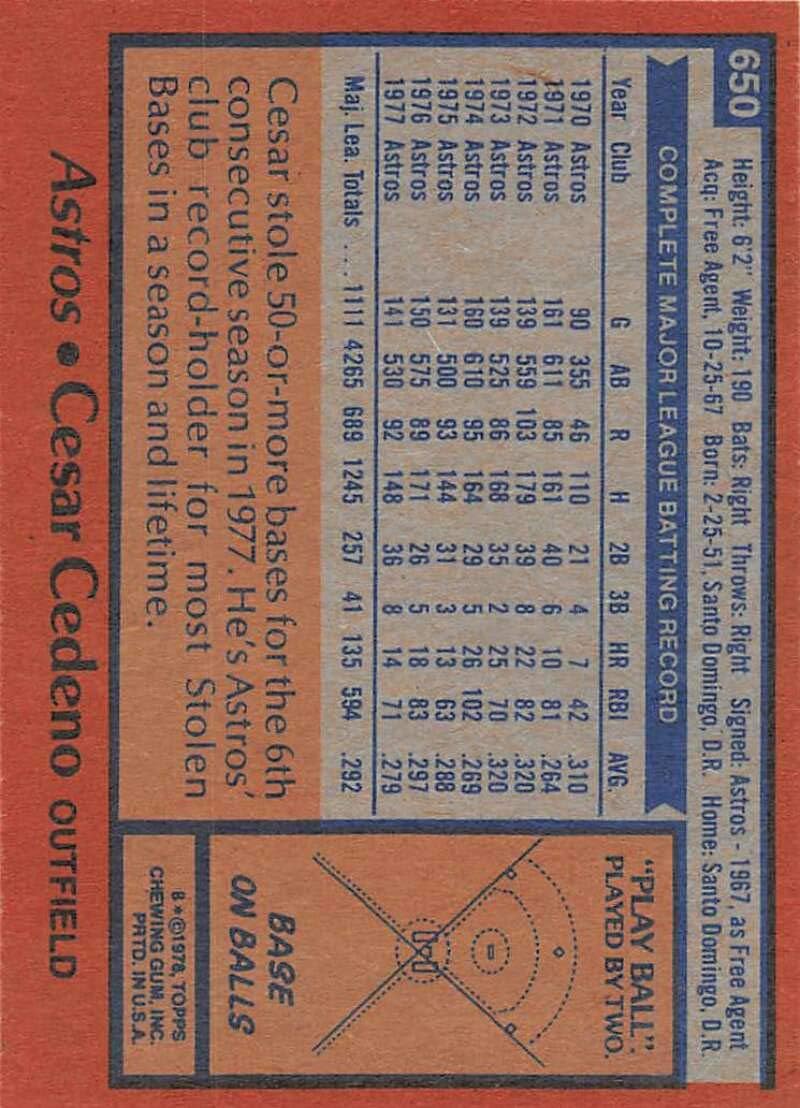 650
Height: 6'2" Weight: 190 Bats: Right Throws: Right Signed: Astros - 1967, as Free Agent
Acq: Free Agent, 10-25-67 Born: 2-25-51, Santo Domingo, D.R. Home: Santo Domingo, D.R.
COMPLETE MAJOR LEAGUE BATTING RECORD
Year Club G AB R H 2B 3B HR RBI AVG.
1970 Astros 90 355 46 110 21 4 7 42 .310
1971 Astros 161 611 85 161 40 6 10 81 .264
1972 Astros 139 559 103 179 39 8 22 82 .320
1973 Astros 139 525 86 168 35 2 25 70 .320
1974 Astros 160 610 95 164 29 5 26 102 .269
1975 Astros 131 500 93 144 31 3 13 63 .288
1976 Astros 150 575 89 171 26 5 18 83 .297
1977 Astros 141 530 92 148 36 8 14 71 .279
Maj. Lea. Totals ... 1111 4265 689 1245 257 41 135 594 .292
Cesar stole 50-or-more bases for the 6th
consecutive season in 1977. He's Astros'
club record-holder for most Stolen
Bases in a season and lifetime.
"PLAY BALL".
PLAYED BY TWO.
BASE
ON BALLS
B*©1978, TOPPS
CHEWING GUM, INC.
PRTD. IN U.S.A.
Astros • Cesar Cedeno OUTFIELD